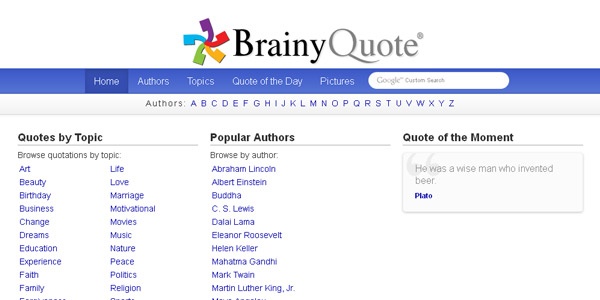 BrainyQuote®
Home Authors Topics Quote of the Day Pictures Google™ Custom Search
Authors: A B C D E F G H I J K L M N O P Q R S T U V W X Y Z
Quotes by Topic
Browse quotations by topic:
Art Life
Beauty Love
Birthday Marriage
Business Motivational
Change Movies
Dreams Music
Education Nature
Experience Peace
Faith Politics
Family Religion
Popular Authors
Browse by author:
Abraham Lincoln
Albert Einstein
Buddha
C. S. Lewis
Dalai Lama
Eleanor Roosevelt
Helen Keller
Mahatma Gandhi
Mark Twain
Martin Luther King, Jr.
Quote of the Moment
“
He was a wise man who invented
beer.
Plato